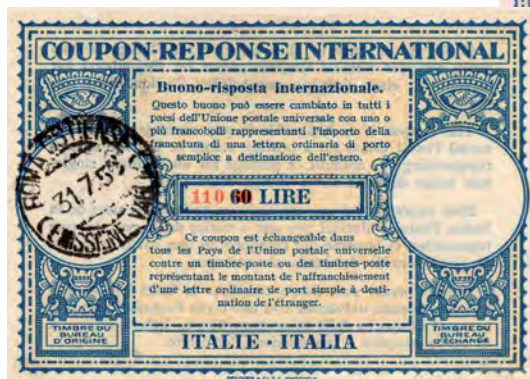 COUPON-REPONSE INTERNATIONAL
Buono-risposta internazionale.
Questo buono può essere cambiato in tutti i
paesi dell'Unione postale universale con uno o
più francobolli rappresentanti l'importo della
francatura di una lettera ordinaria di porto
semplice a destinazione dell'estero.
110 60 LIRE
Ce coupon est échangeable dans
tous les Pays de l'Union postale universelle
contre un timbre-poste ou des timbres-poste
représentant le montant de l'affranchissement
d'une lettre ordinaire de port simple à desti-
nation de l'étranger.
ROMA OSTIENSE
31.7.5
TIMBRE DU
BUREAU
D'ORIGINE
ITALIE · ITALIA
TIMBRE DU
BUREAU
D'ÉCHANGE